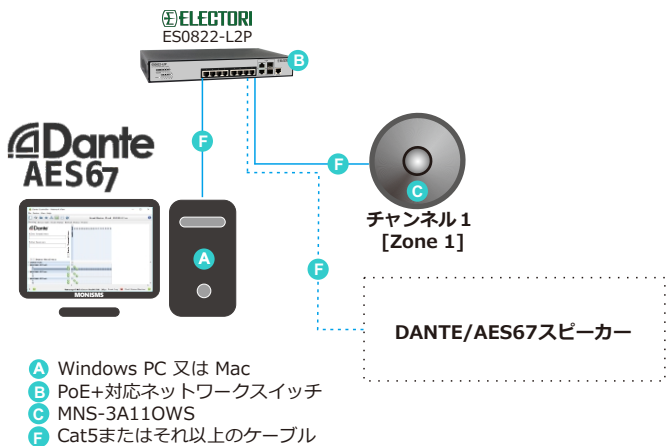 ELECTORI
ES0822-L2P
B
F
Dante
AES67
F
C
チャンネル1
[Zone 1]
A
F
Dante
MONISMS
DANTE/AES67スピーカー
A Windows PC 又は Mac
B PoE+対応ネットワークスイッチ
C MNS-3A11OWS
F Cat5またはそれ以上のケーブル